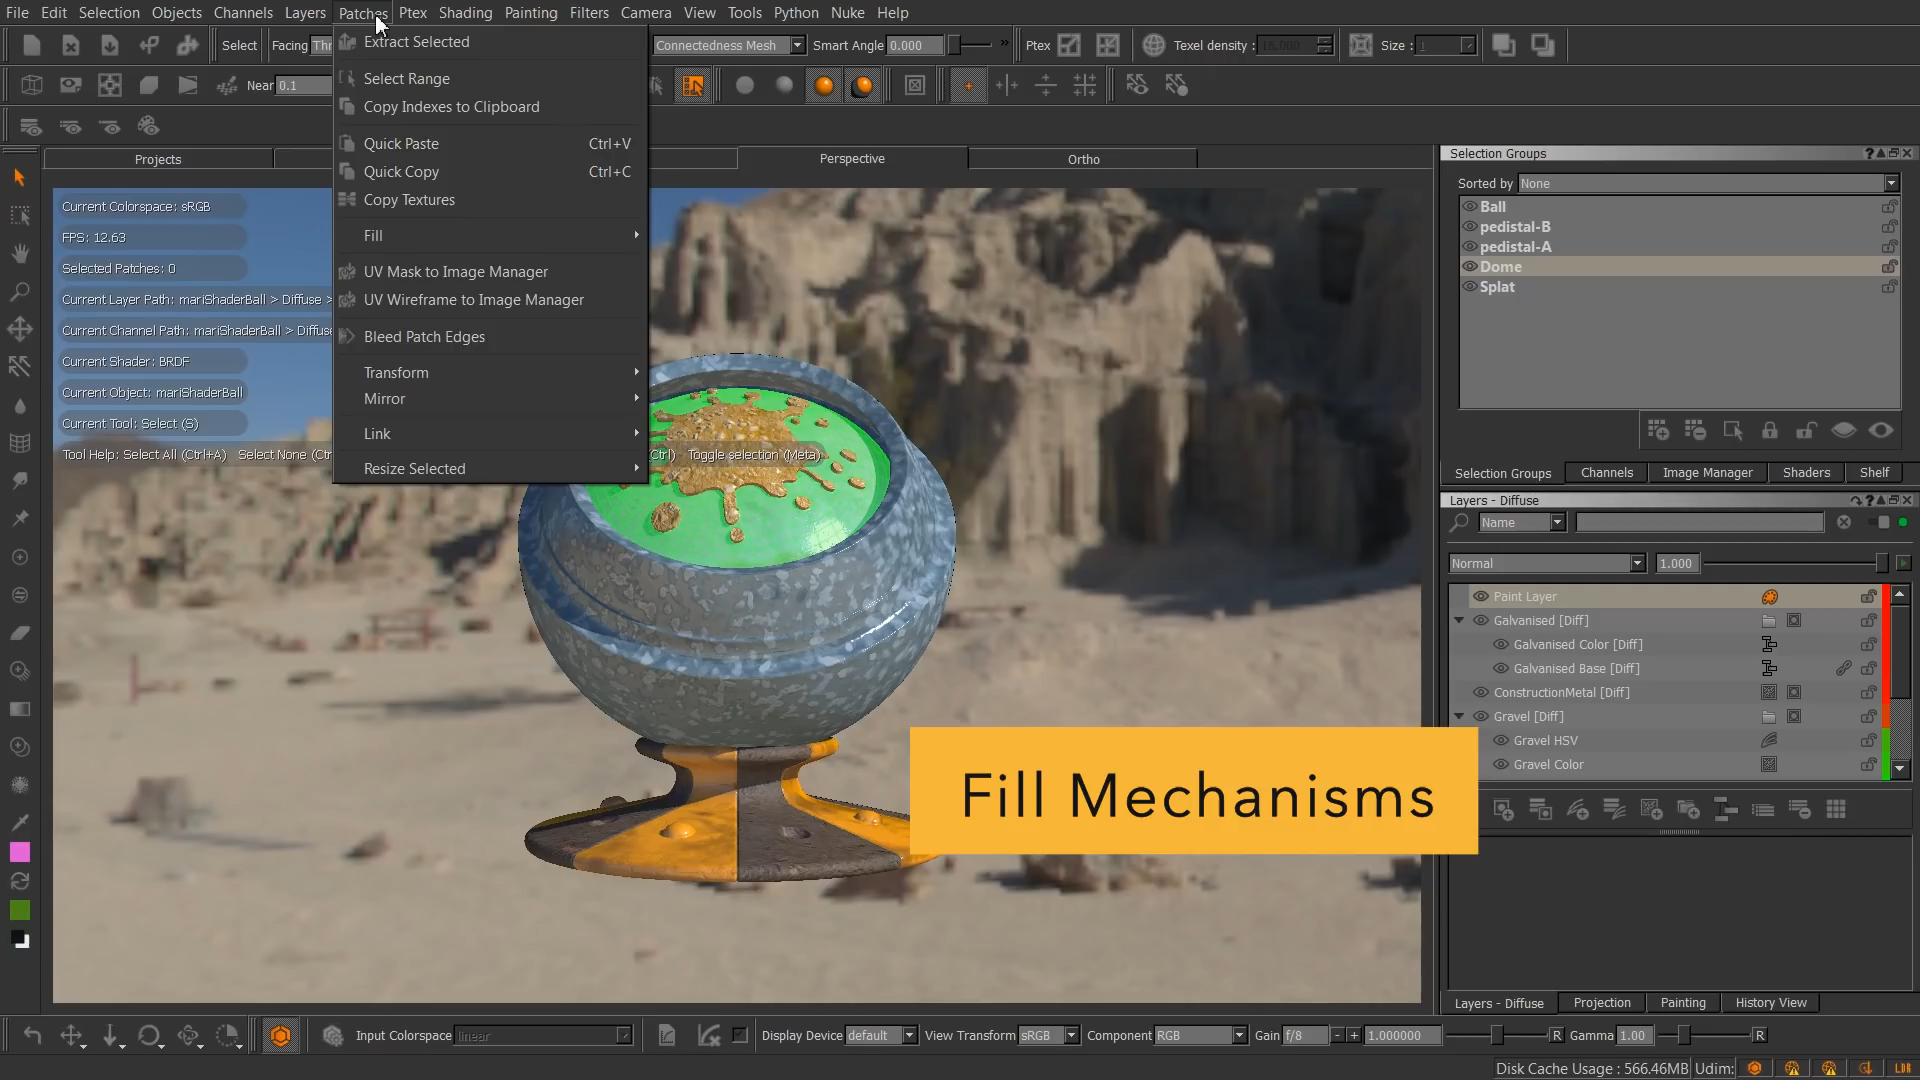 File Edit Selection Objects Channels Layers Patches Ptex Shading Painting Filters Camera View Tools Python Nuke Help
Select Facing Connectedness Mesh Smart Angle 0.000 » Ptex Texel density : 16.000 Size : 1
Near 0.1
Extract Selected
Select Range
Copy Indexes to Clipboard
Quick Paste Ctrl+V
Quick Copy Ctrl+C
Copy Textures
Fill
UV Mask to Image Manager
UV Wireframe to Image Manager
Bleed Patch Edges
Transform
Mirror
Link
Resize Selected
Projects Perspective Ortho
Current Colorspace: sRGB
FPS: 12.63
Selected Patches: 0
Current Layer Path: mariShaderBall > Diffuse >
Current Channel Path: mariShaderBall > Diffuse
Current Shader: BRDF
Current Object: mariShaderBall
Current Tool: Select (S)
Tool Help: Select All (Ctrl+A) Select None (Ctrl) Toggle selection (Meta)
Fill Mechanisms
Selection Groups
Sorted by None
Ball
pedistal-B
pedistal-A
Dome
Splat
Selection Groups Channels Image Manager Shaders Shelf
Layers - Diffuse
Name
Normal 1.000
Paint Layer
Galvanised [Diff]
Galvanised Color [Diff]
Galvanised Base [Diff]
ConstructionMetal [Diff]
Gravel [Diff]
Gravel HSV
Gravel Color
Layers - Diffuse Projection Painting History View
Input Colorspace linear Display Device default View Transform sRGB Component RGB Gain f/8 - + 1.000000 R Gamma 1.00 R
Disk Cache Usage : 566.46MB Udim: LDR